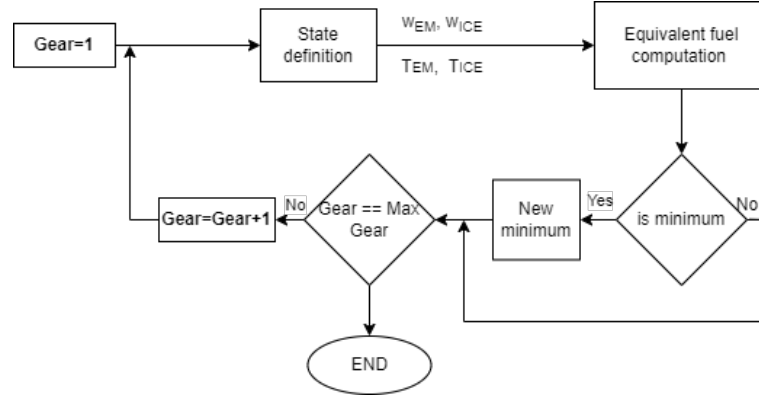 Gear=1
State
definition
WEM, WICE
TEM, TICE
Equivalent fuel
computation
Gear=Gear+1
No
Gear == Max
Gear
New
minimum
Yes
is minimum
No
END